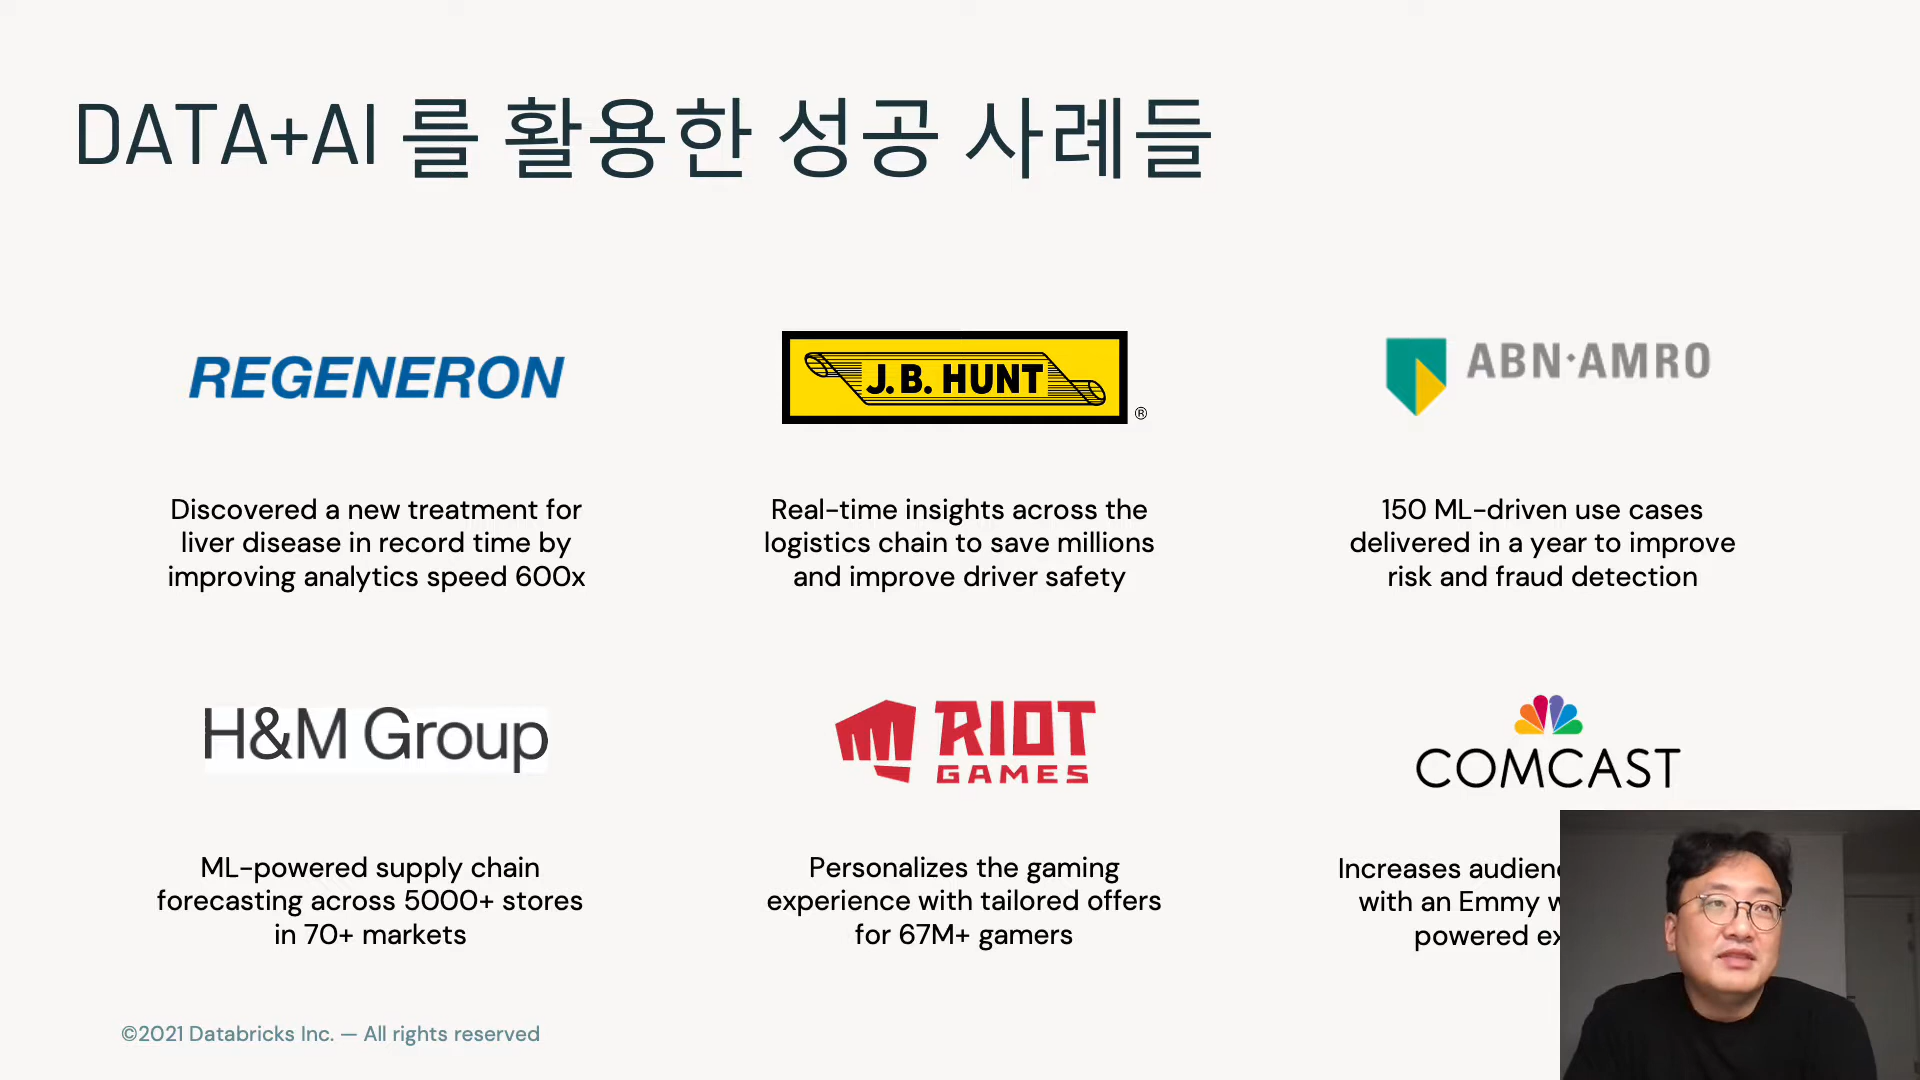 DATA+AI 를 활용한 성공 사례들
REGENERON
J.B. HUNT
®
ABN·AMRO
Discovered a new treatment for
liver disease in record time by
improving analytics speed 600x
Real-time insights across the
logistics chain to save millions
and improve driver safety
150 ML-driven use cases
delivered in a year to improve
risk and fraud detection
H&M Group
RIOT
GAMES
COMCAST
ML-powered supply chain
forecasting across 5000+ stores
in 70+ markets
Personalizes the gaming
experience with tailored offers
for 67M+ gamers
Increases
with an Emmy
powered
©2021 Databricks Inc. — All rights reserved